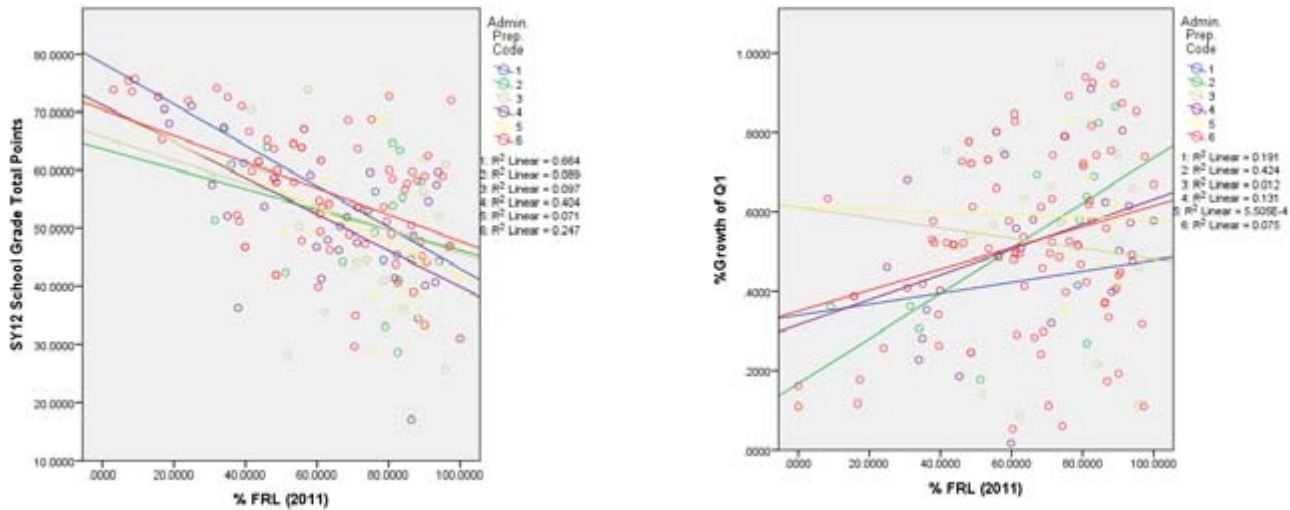 Admin.
Prep.
Code
1
2
3
4
5
6
1: R² Linear = 0.664
2: R² Linear = 0.089
3: R² Linear = 0.097
4: R² Linear = 0.404
5: R² Linear = 0.071
6: R² Linear = 0.247
80.0000
70.0000
60.0000
50.0000
40.0000
30.0000
20.0000
10.0000
SY12 School Grade Total Points
.0000 20.0000 40.0000 60.0000 80.0000 100.0000
% FRL (2011)
Admin.
Prep.
Code
1
2
3
4
5
6
1: R² Linear = 0.191
2: R² Linear = 0.424
3: R² Linear = 0.012
4: R² Linear = 0.131
5: R² Linear = 5.505E-4
6: R² Linear = 0.075
1.0000
.8000
.6000
.4000
.2000
.0000
%Growth of Q1
.0000 20.0000 40.0000 60.0000 80.0000 100.0000
% FRL (2011)